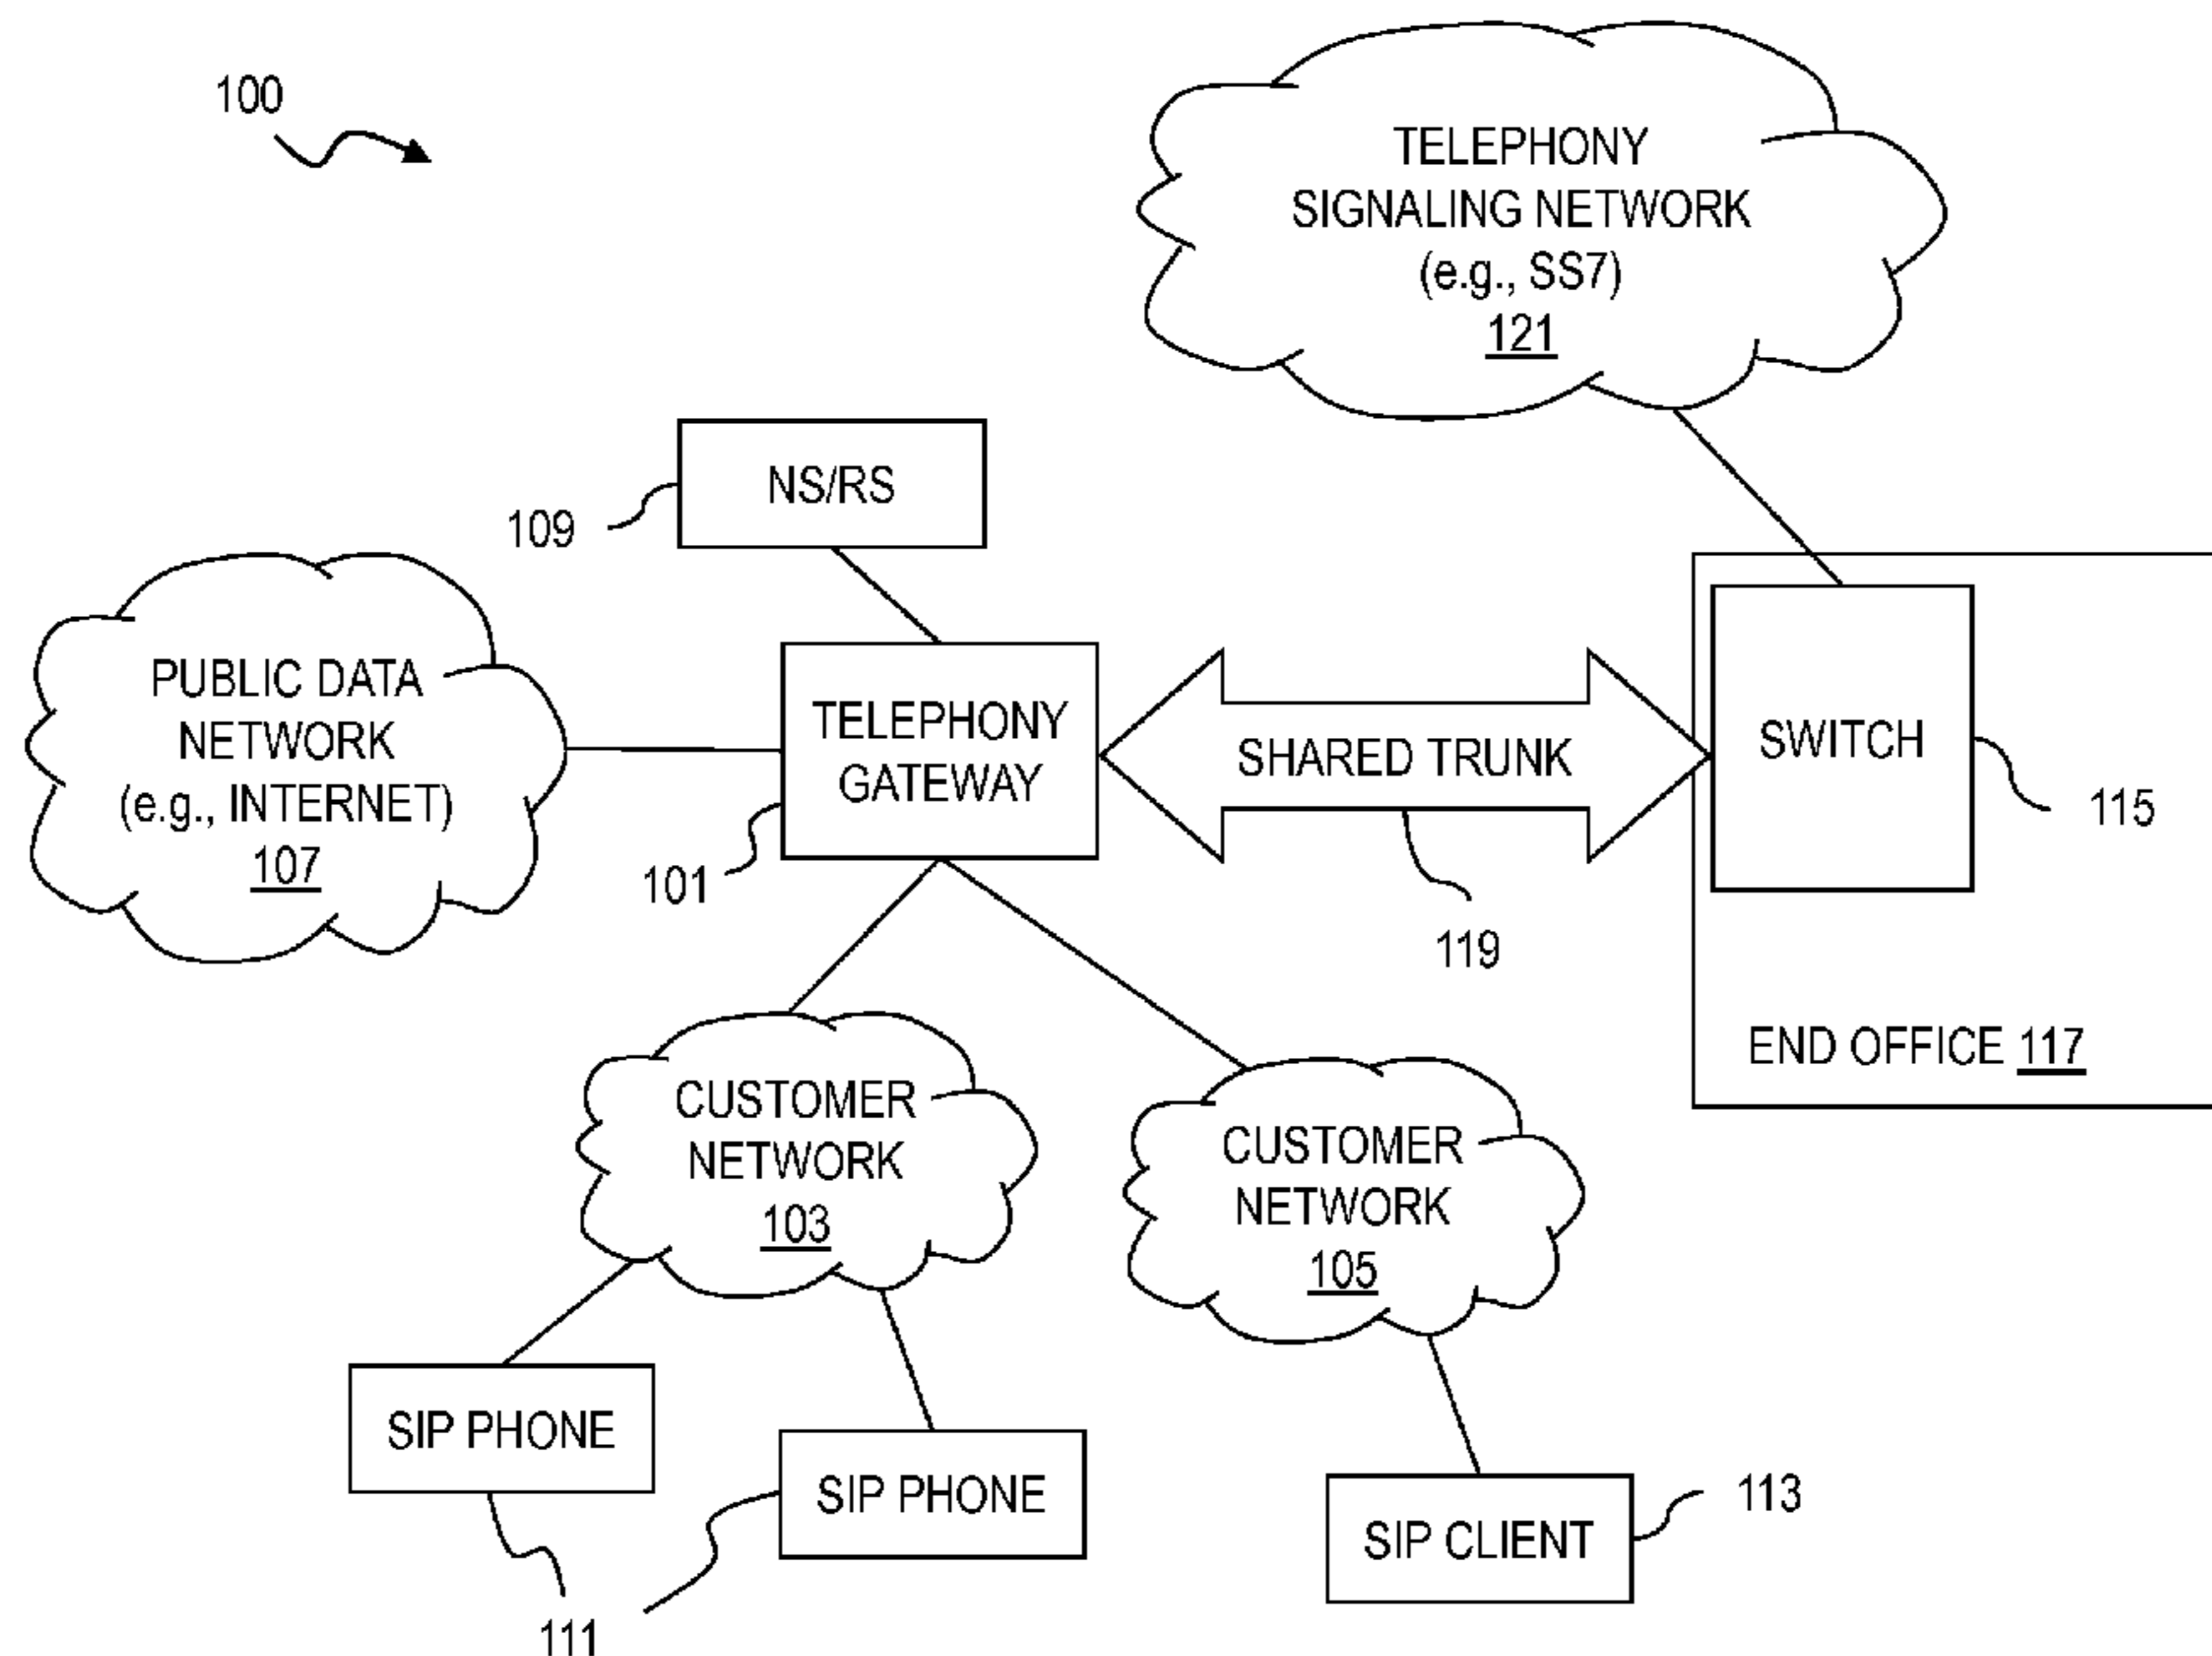 100
TELEPHONY
SIGNALING NETWORK
(e.g., SS7)
121
NS/RS
109
PUBLIC DATA
NETWORK
(e.g., INTERNET)
107
TELEPHONY
GATEWAY
101
SHARED TRUNK
119
SWITCH
115
END OFFICE 117
CUSTOMER
NETWORK
103
CUSTOMER
NETWORK
105
SIP PHONE
SIP PHONE
111
SIP CLIENT
113